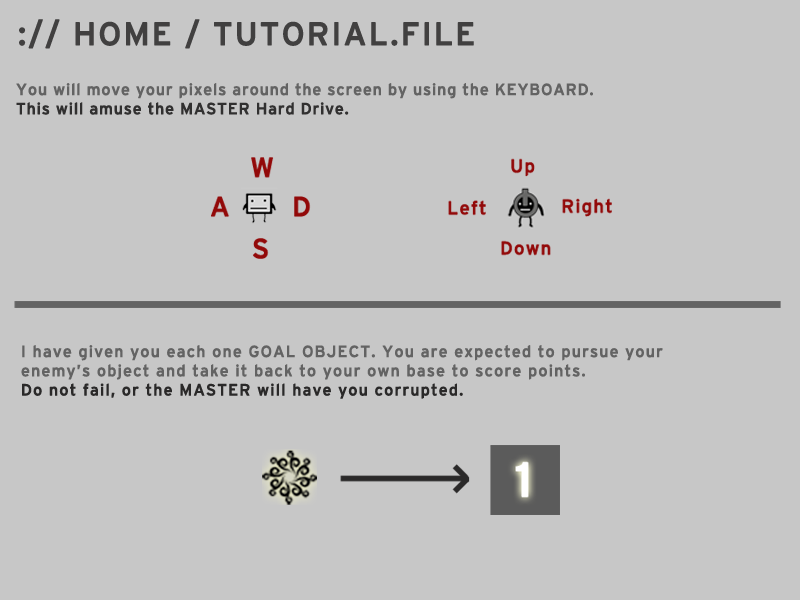 :// HOME / TUTORIAL.FILE
You will move your pixels around the screen by using the KEYBOARD.
This will amuse the MASTER Hard Drive.
W
A D
S
Up
Left Right
Down
I have given you each one GOAL OBJECT. You are expected to pursue your
enemy's object and take it back to your own base to score points.
Do not fail, or the MASTER will have you corrupted.
1